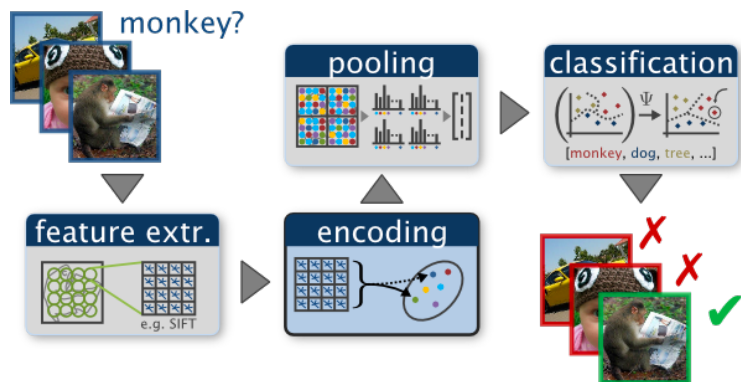 monkey?
feature extr.
e.g. SIFT
encoding
pooling
classification
Ψ
[monkey, dog, tree, ...]